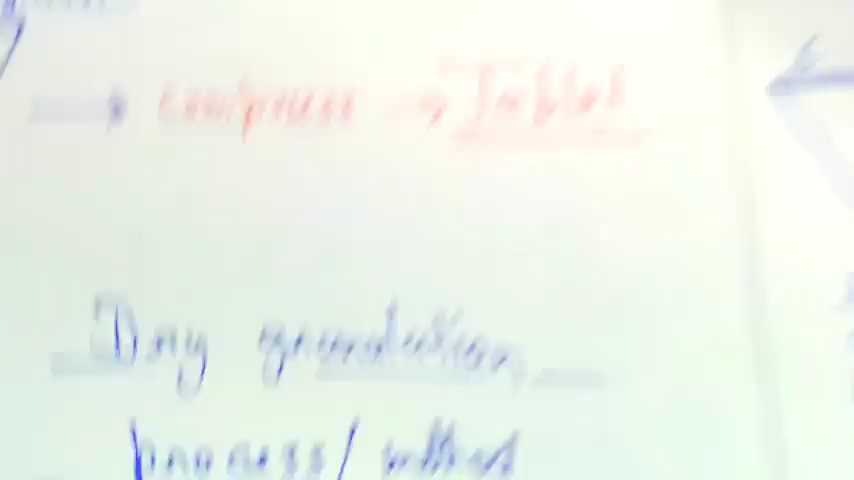 → compress → Tablet
Dry granulation
process/ method